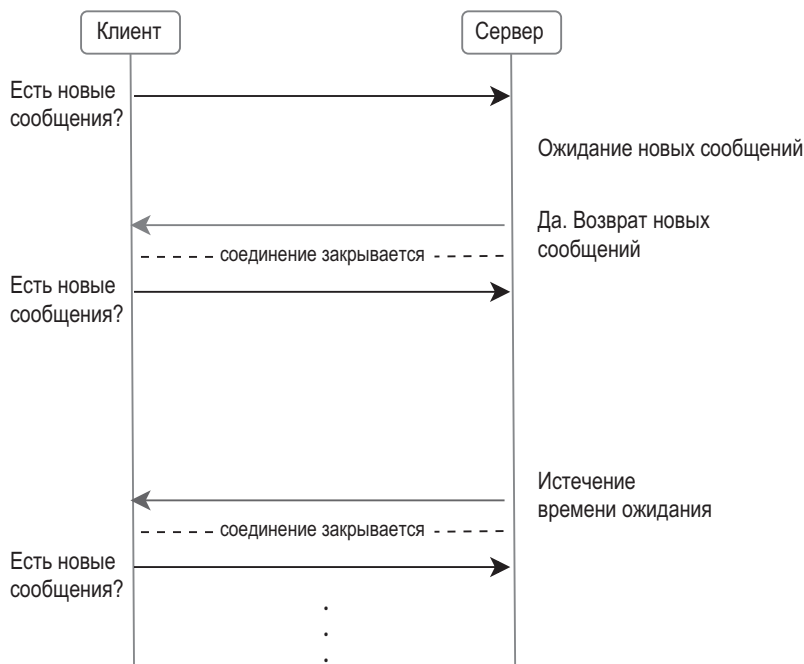 Клиент
Сервер
Есть новые
сообщения?
Ожидание новых сообщений
Да. Возврат новых
сообщений
соединение закрывается
Есть новые
сообщения?
Истечение
времени ожидания
соединение закрывается
Есть новые
сообщения?